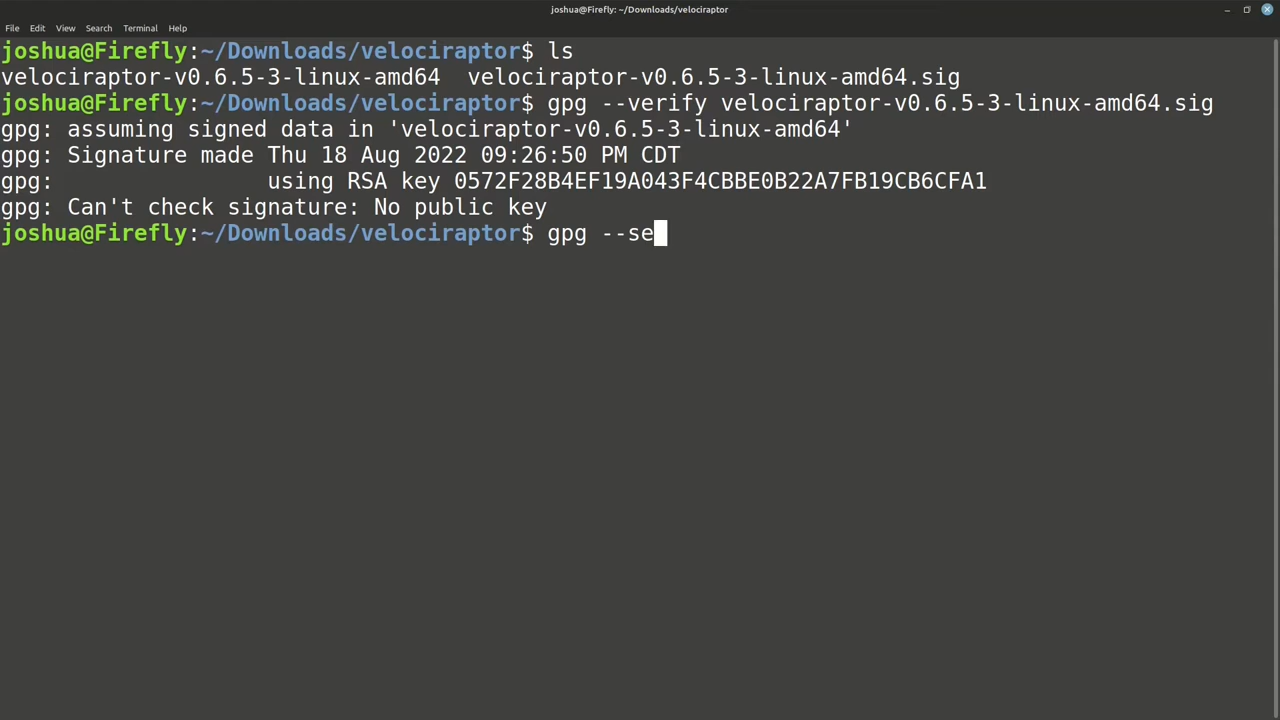 joshua@Firefly: ~/Downloads/velociraptor
File Edit View Search Terminal Help
joshua@Firefly:~/Downloads/velociraptor$ ls
velociraptor-v0.6.5-3-linux-amd64  velociraptor-v0.6.5-3-linux-amd64.sig
joshua@Firefly:~/Downloads/velociraptor$ gpg --verify velociraptor-v0.6.5-3-linux-amd64.sig
gpg: assuming signed data in 'velociraptor-v0.6.5-3-linux-amd64'
gpg: Signature made Thu 18 Aug 2022 09:26:50 PM CDT
gpg:                using RSA key 0572F28B4EF19A043F4CBBE0B22A7FB19CB6CFA1
gpg: Can't check signature: No public key
joshua@Firefly:~/Downloads/velociraptor$ gpg --se